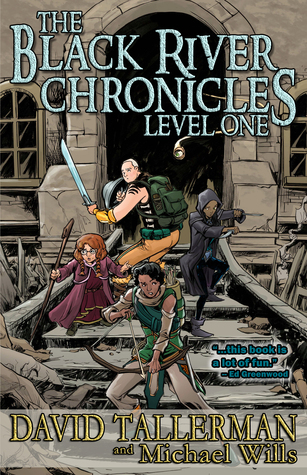 THE
BLACK RIVER
CHRONICLES
LEVEL ONE
"...this book is
a lot of fun."
– Ed Greenwood
DAVID TALLERMAN
and Michael Wills